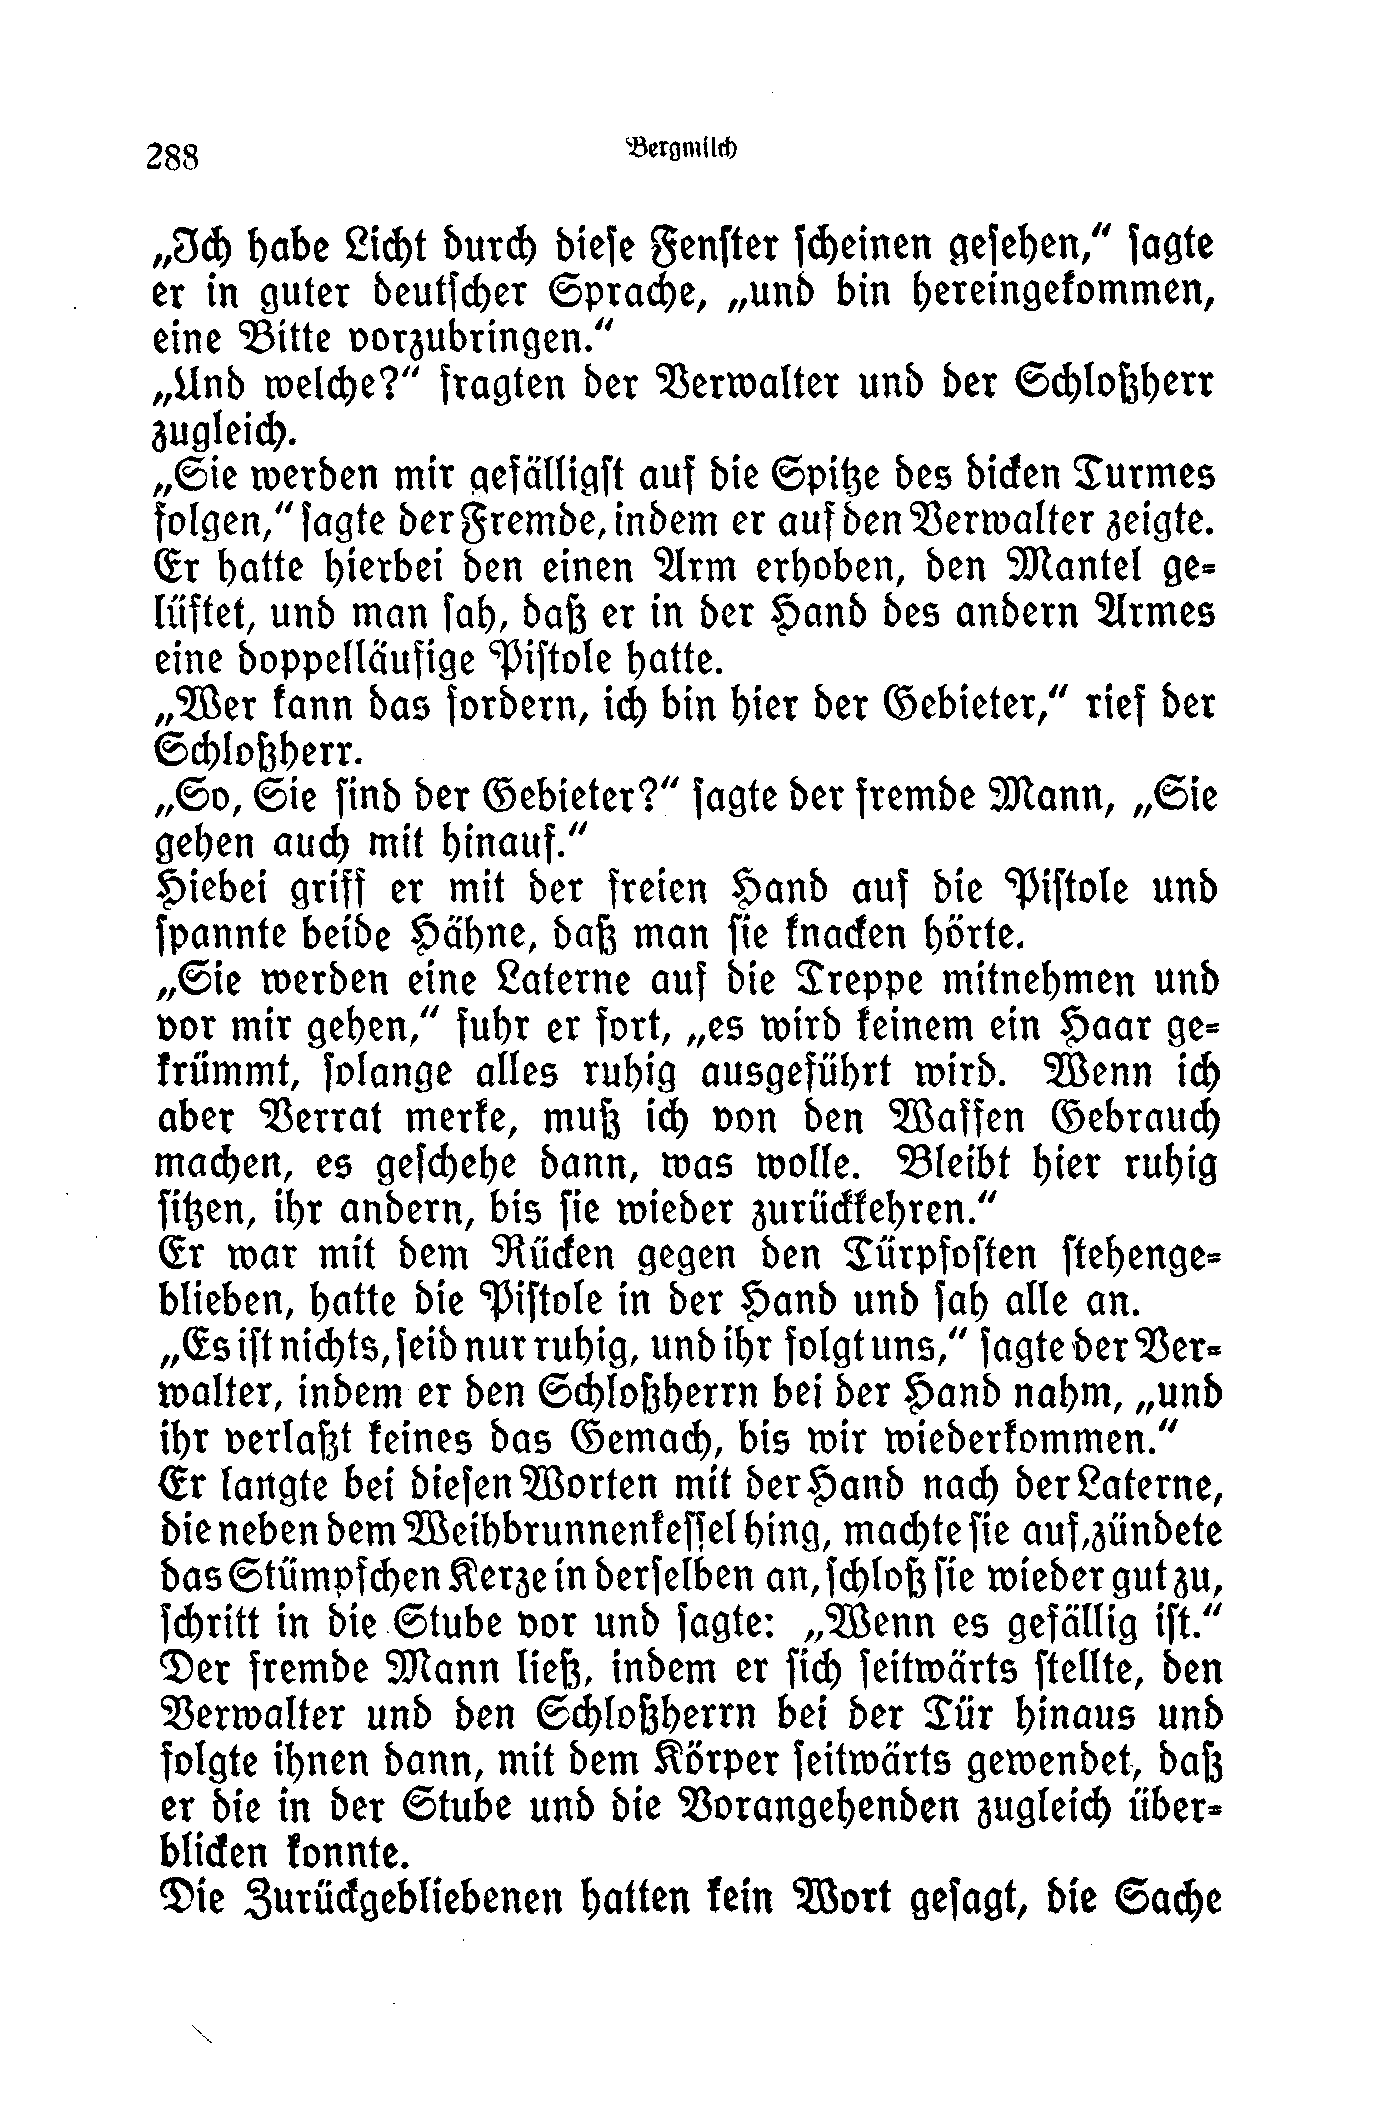 288
Bergmilch
„Ich habe Licht durch diese Fenster scheinen gesehen,“ sagte
er in guter deutscher Sprache, „und bin hereingekommen,
eine Bitte vorzubringen.“
„Und welche?“ fragten der Verwalter und der Schloßherr
zugleich.
„Sie werden mir gefälligst auf die Spitze des dicken Turmes
folgen,“ sagte der Fremde, indem er auf den Verwalter zeigte.
Er hatte hierbei den einen Arm erhoben, den Mantel ge-
lüftet, und man sah, daß er in der Hand des andern Armes
eine doppelläufige Pistole hatte.
„Wer kann das fordern, ich bin hier der Gebieter,“ rief der
Schloßherr.
„So, Sie sind der Gebieter?“ sagte der fremde Mann, „Sie
gehen auch mit hinauf.“
Hiebei griff er mit der freien Hand auf die Pistole und
spannte beide Hähne, daß man sie knacken hörte.
„Sie werden eine Laterne auf die Treppe mitnehmen und
vor mir gehen,“ fuhr er fort, „es wird keinem ein Haar ge-
krümmt, solange alles ruhig ausgeführt wird. Wenn ich
aber Verrat merke, muß ich von den Waffen Gebrauch
machen, es geschehe dann, was wolle. Bleibt hier ruhig
sitzen, ihr andern, bis sie wieder zurückkehren.“
Er war mit dem Rücken gegen den Türpfosten stehenge-
blieben, hatte die Pistole in der Hand und sah alle an.
„Es ist nichts, seid nur ruhig, und ihr folgt uns,“ sagte der Ver-
walter, indem er den Schloßherrn bei der Hand nahm, „und
ihr verlaßt keines das Gemach, bis wir wiederkommen.“
Er langte bei diesen Worten mit der Hand nach der Laterne,
die neben dem Weihbrunnenkessel hing, machte sie auf, zündete
das Stümpfchen Kerze in derselben an, schloß sie wieder gut zu,
schritt in die Stube vor und sagte: „Wenn es gefällig ist.“
Der fremde Mann ließ, indem er sich seitwärts stellte, den
Verwalter und den Schloßherrn bei der Tür hinaus und
folgte ihnen dann, mit dem Körper seitwärts gewendet, daß
er die in der Stube und die Vorangehenden zugleich über-
blicken konnte.
Die Zurückgebliebenen hatten kein Wort gesagt, die Sache